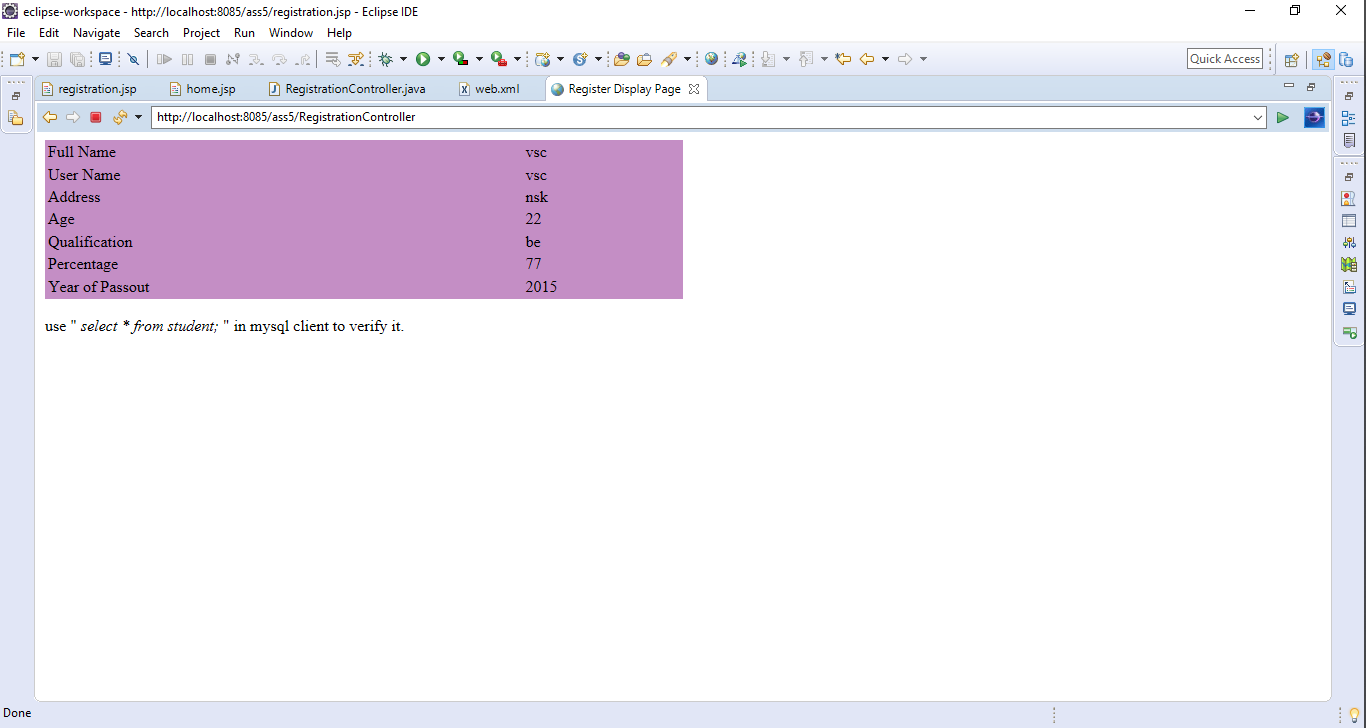 eclipse-workspace - http://localhost:8085/ass5/registration.jsp - Eclipse IDE
File Edit Navigate Search Project Run Window Help
Quick Access
registration.jsp home.jsp RegistrationController.java web.xml Register Display Page
http://localhost:8085/ass5/RegistrationController
Full Name vsc
User Name vsc
Address nsk
Age 22
Qualification be
Percentage 77
Year of Passout 2015
use " select * from student; " in mysql client to verify it.
Done